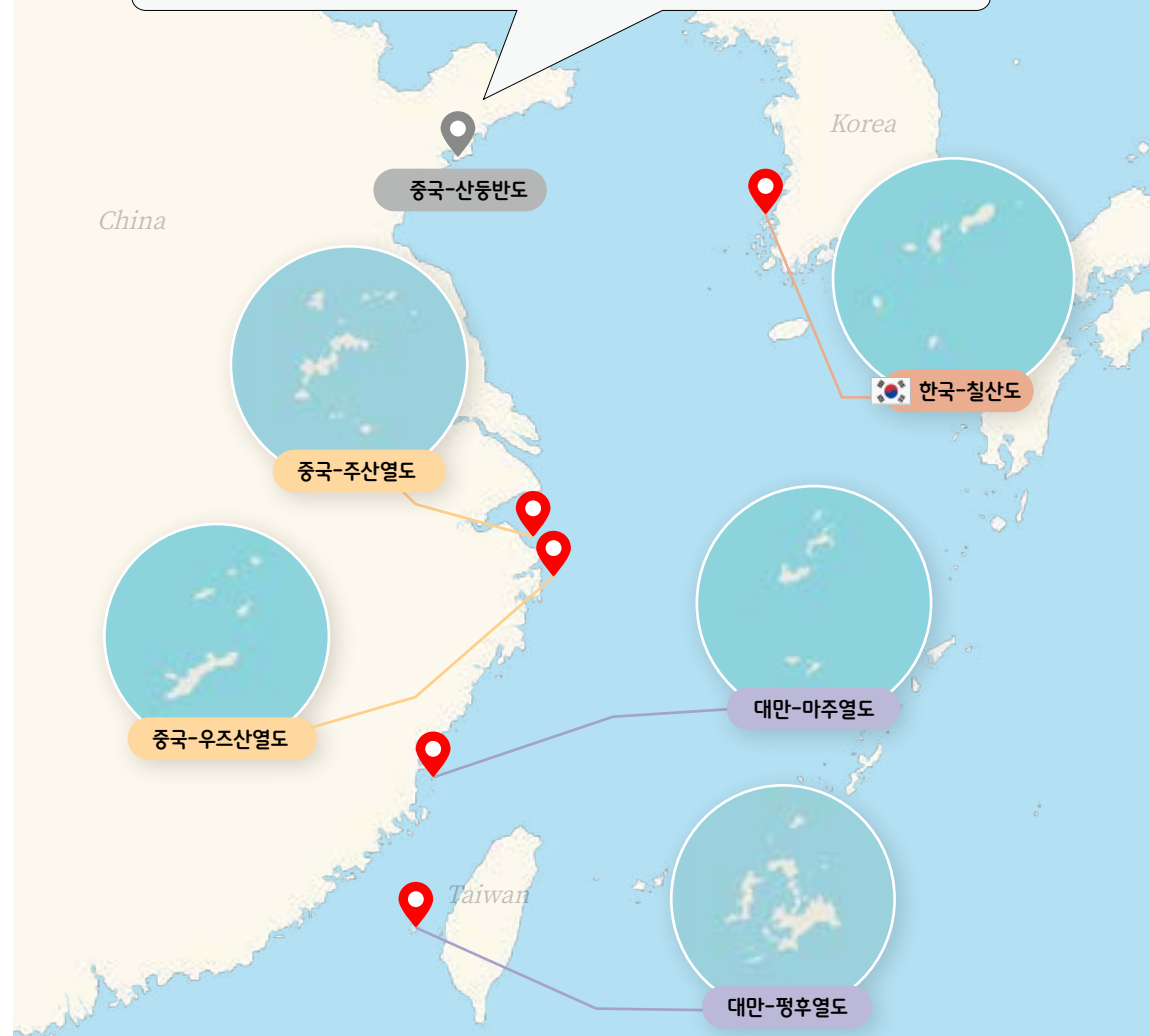 Korea
중국-산둥반도
China
한국-칠산도
중국-주산열도
대만-마주열도
중국-우즈산열도
Taiwan
대만-펑후열도